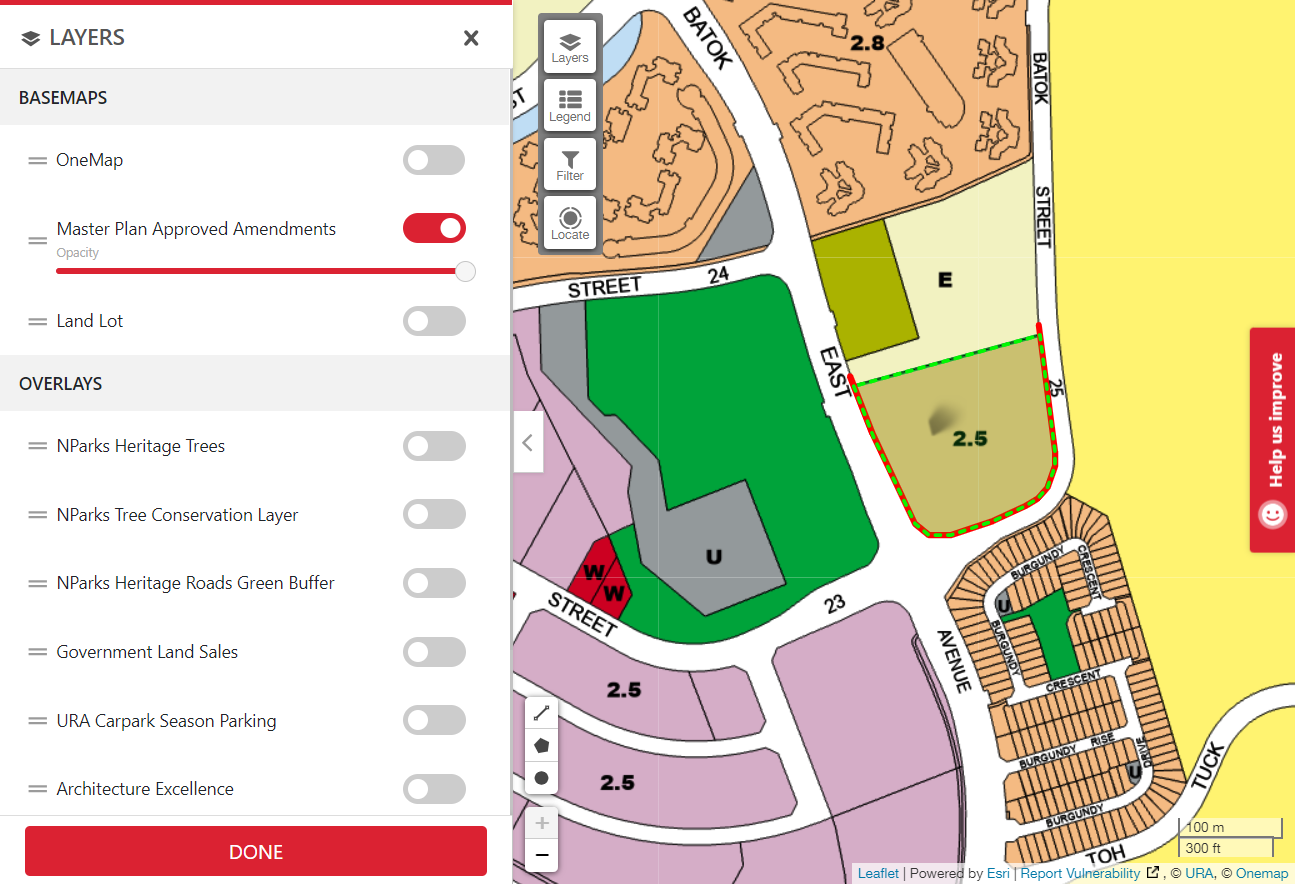 LAYERS
BASEMAPS
OneMap
Master Plan Approved Amendments
Opacity
Land Lot
OVERLAYS
NParks Heritage Trees
NParks Tree Conservation Layer
NParks Heritage Roads Green Buffer
Government Land Sales
URA Carpark Season Parking
Architecture Excellence
DONE
Layers
Legend
Filter
Locate
BATOK
2.8
BATOK
ST
STREET
STREET 24
E
EAST
25
2.5
U
W
W
STREET
23
BURGUNDY
CRESCENT
U
BURGUNDY
AVENUE
CRESCENT
2.5
BURGUNDY RISE
DRIVE
U
2.5
BURGUNDY
TUCK
TOH
Help us improve
100 m
300 ft
Leaflet | Powered by Esri | Report Vulnerability , © URA, © Onemap